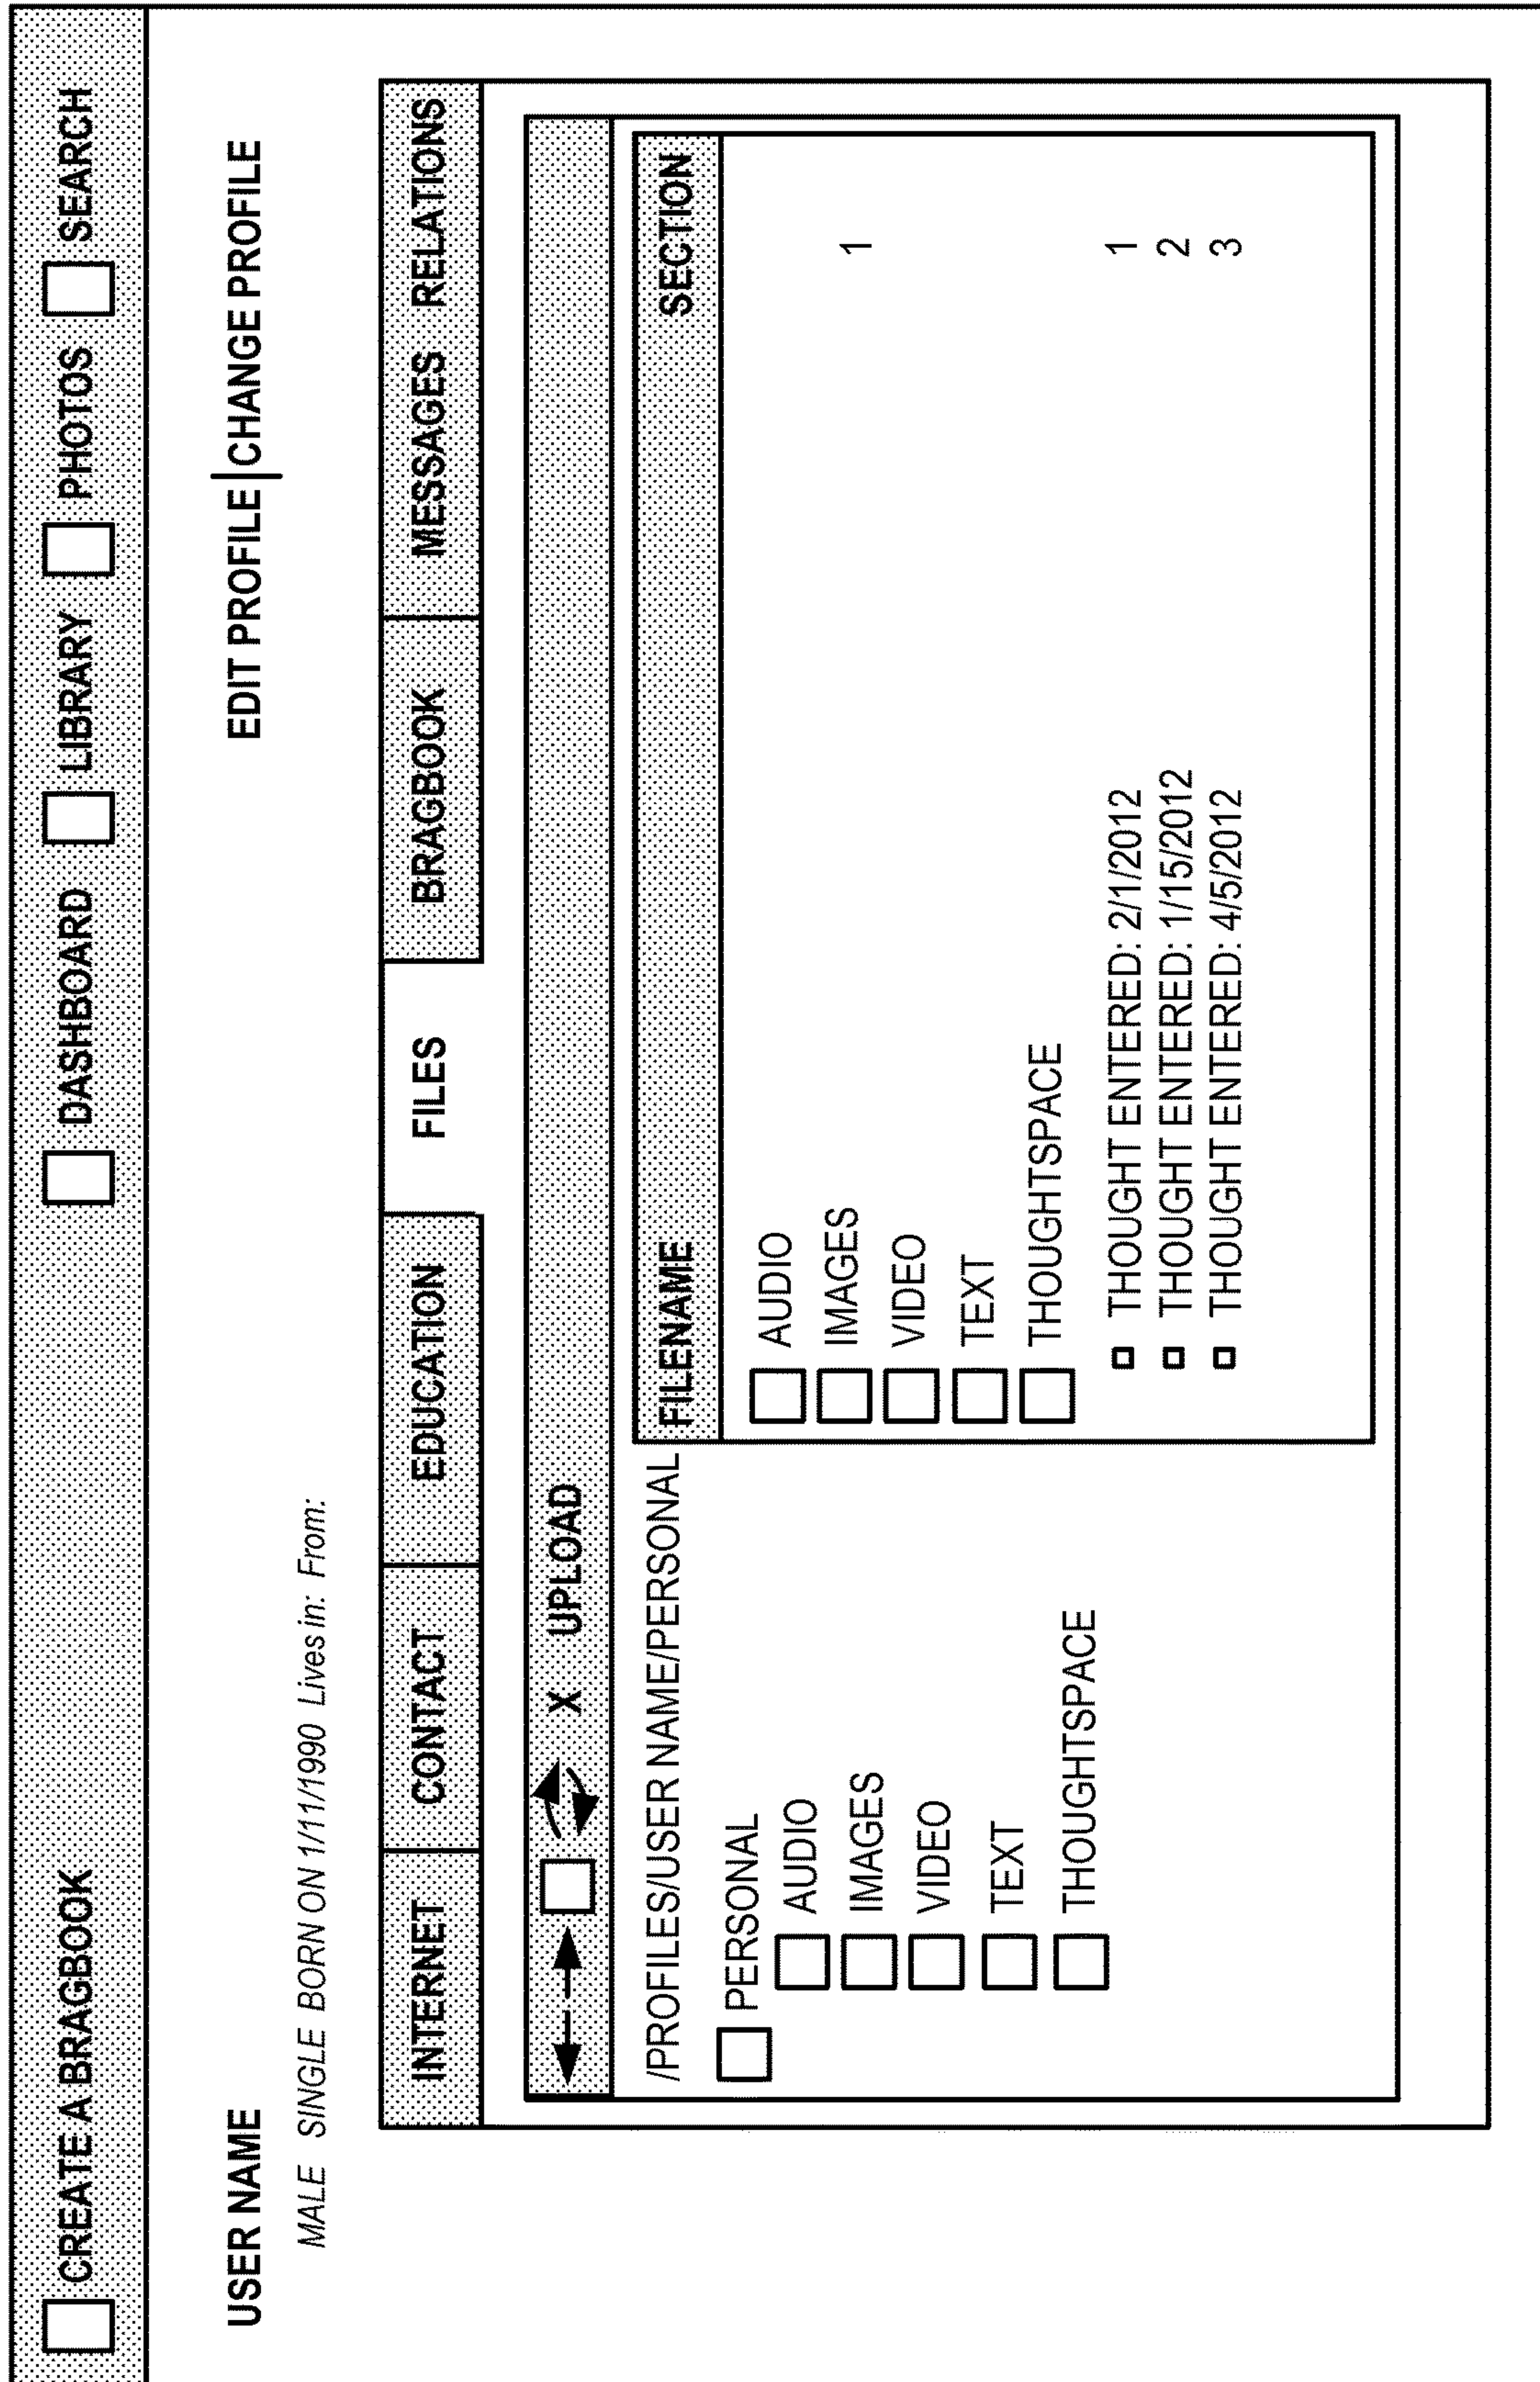 CREATE A BRAGBOOK DASHBOARD LIBRARY PHOTOS SEARCH
USER NAME EDIT PROFILE | CHANGE PROFILE
MALE SINGLE BORN ON 1/11/1990 Lives in: From:
INTERNET CONTACT EDUCATION FILES BRAGBOOK MESSAGES RELATIONS
X UPLOAD
/PROFILES/USER NAME/PERSONAL
PERSONAL
AUDIO
IMAGES
VIDEO
TEXT
THOUGHTSPACE
FILENAME SECTION
AUDIO
IMAGES 1
VIDEO
TEXT
THOUGHTSPACE
THOUGHT ENTERED: 2/1/2012 1
THOUGHT ENTERED: 1/15/2012 2
THOUGHT ENTERED: 4/5/2012 3